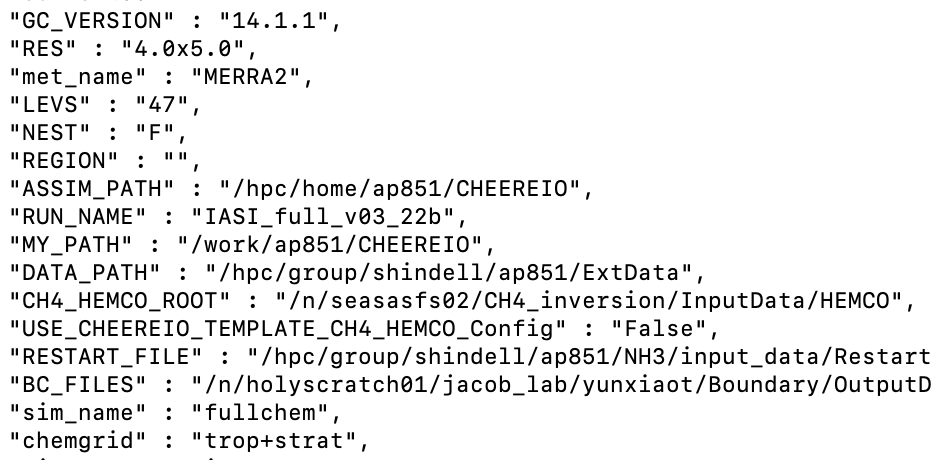 "GC_VERSION" : "14.1.1",
"RES" : "4.0x5.0",
"met_name" : "MERRA2",
"LEVS" : "47",
"NEST" : "F",
"REGION" : "",
"ASSIM_PATH" : "/hpc/home/ap851/CHEEREIO",
"RUN_NAME" : "IASI_full_v03_22b",
"MY_PATH" : "/work/ap851/CHEEREIO",
"DATA_PATH" : "/hpc/group/shindell/ap851/ExtData",
"CH4_HEMCO_ROOT" : "/n/seasasfs02/CH4_inversion/InputData/HEMCO",
"USE_CHEEREIO_TEMPLATE_CH4_HEMCO_Config" : "False",
"RESTART_FILE" : "/hpc/group/shindell/ap851/NH3/input_data/Restart
"BC_FILES" : "/n/holyscratch01/jacob_lab/yunxiaot/Boundary/OutputD
"sim_name" : "fullchem",
"chemgrid" : "trop+strat",